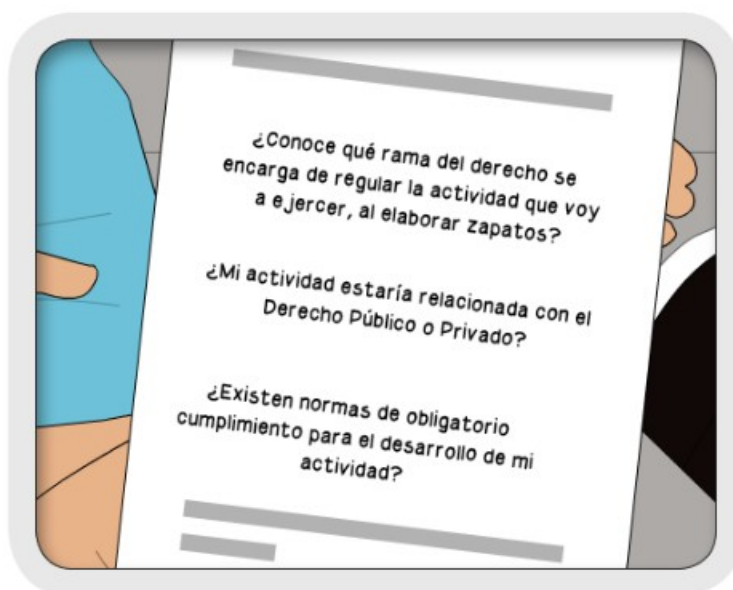 ¿Conoce qué rama del derecho se
encarga de regular la actividad que voy
a ejercer, al elaborar zapatos?
¿Mi actividad estaría relacionada con el
Derecho Público o Privado?
¿Existen normas de obligatorio
cumplimiento para el desarrollo de mi
actividad?